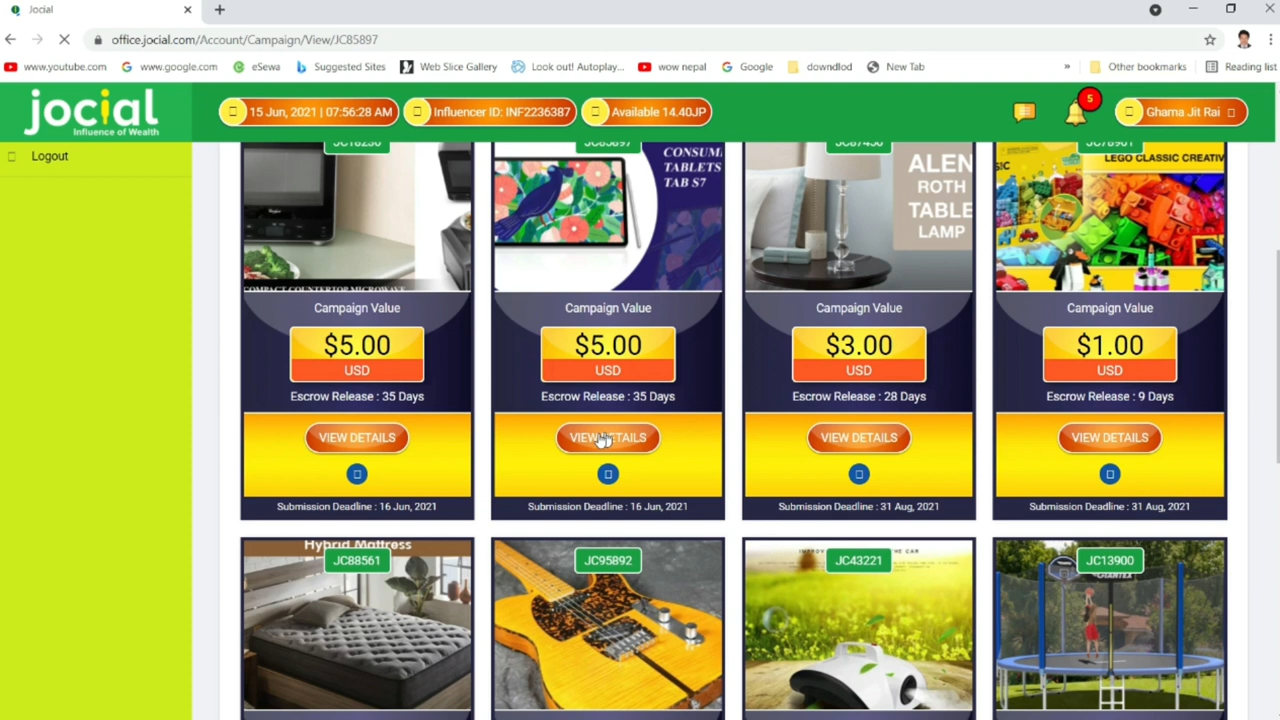 Jocial
office.jocial.com/Account/Campaign/View/JC85897
www.youtube.com www.google.com eSewa Suggested Sites Web Slice Gallery Look out! Autoplay... wow nepal Google downdlod New Tab » Other bookmarks Reading list
jocial
Influence of Wealth
15 Jun, 2021 | 07:56:28 AM Influencer ID: INF2236387 Available 14.40JP 5 Ghama Jit Rai
Logout
JC85897
CONSUM
TABLETS
TAB S7
ALEN
ROTH
TABLE
LAMP
LEGO CLASSIC CREATIV
COMPACT COUNTERTOP MICROWAVE
Campaign Value Campaign Value Campaign Value Campaign Value
$5.00 $5.00 $3.00 $1.00
USD USD USD USD
Escrow Release : 35 Days Escrow Release : 35 Days Escrow Release : 28 Days Escrow Release : 9 Days
VIEW DETAILS VIEW DETAILS VIEW DETAILS VIEW DETAILS
Submission Deadline : 16 Jun, 2021 Submission Deadline : 16 Jun, 2021 Submission Deadline : 31 Aug, 2021 Submission Deadline : 31 Aug, 2021
Hybrid Mattress
JC88561 JC95892 JC43221 JC13900
THE CAR
GIANTEX